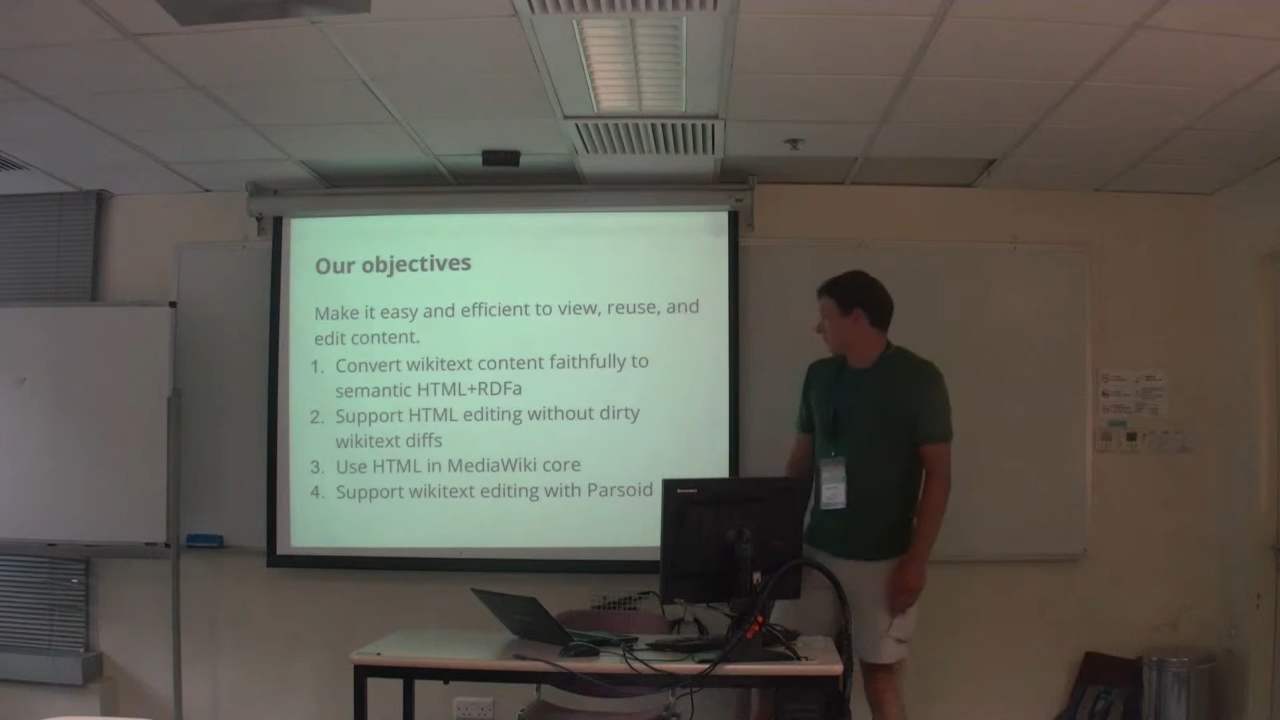 Our objectives
Make it easy and efficient to view, reuse, and
edit content.
1. Convert wikitext content faithfully to
semantic HTML+RDFa
2. Support HTML editing without dirty
wikitext diffs
3. Use HTML in MediaWiki core
4. Support wikitext editing with Parsoid